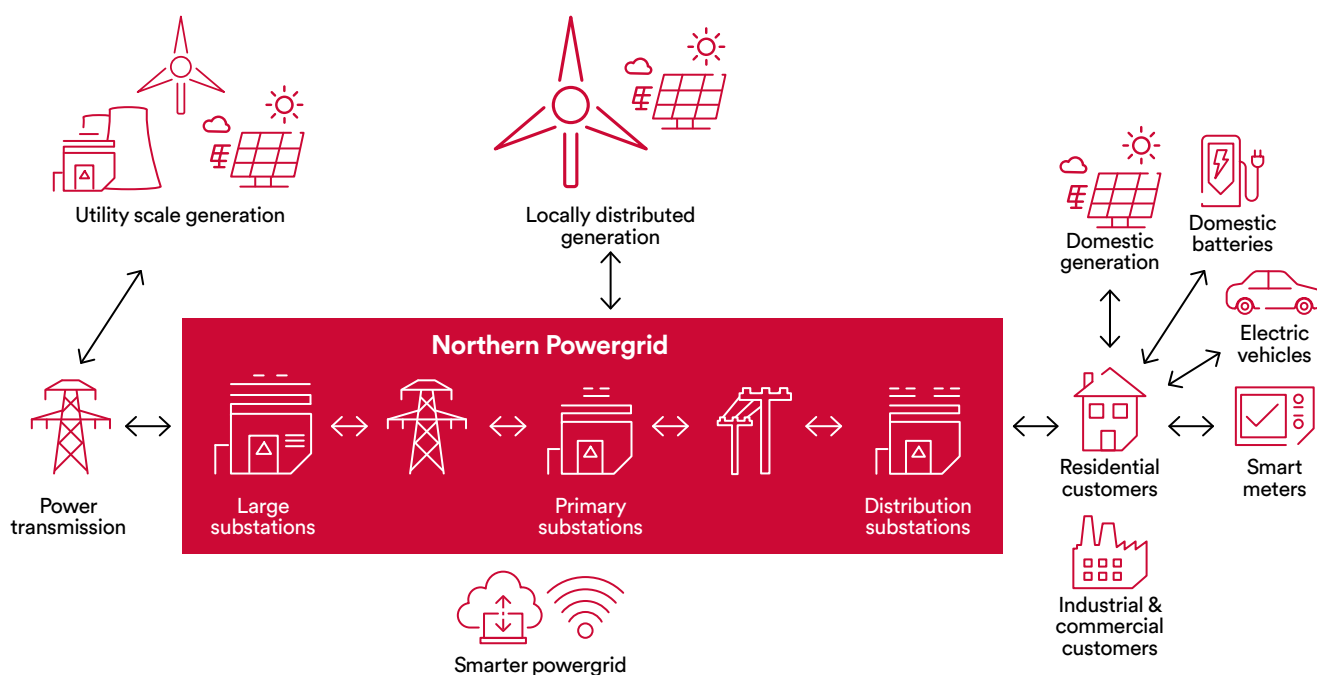 Utility scale generation
Locally distributed
generation
Domestic
generation
Domestic
batteries
Electric
vehicles
Northern Powergrid
Power
transmission
Large
substations
Primary
substations
Distribution
substations
Residential
customers
Smart
meters
Industrial &
commercial
customers
Smarter powergrid